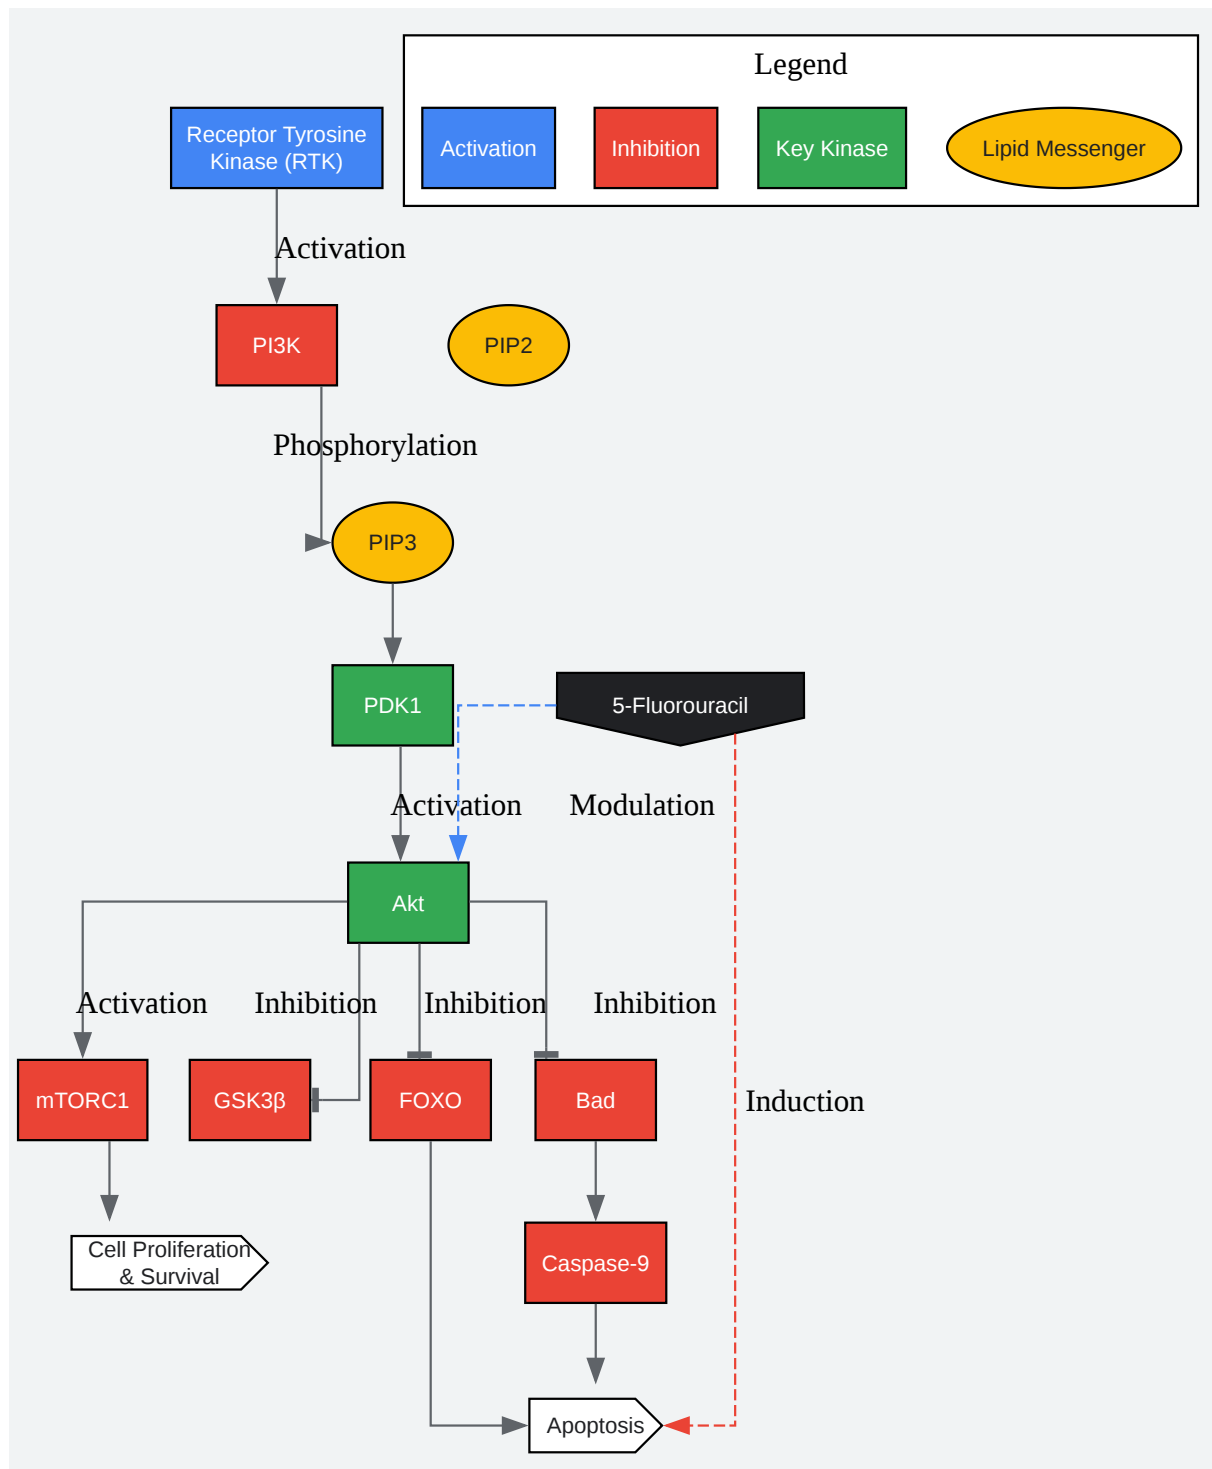 Legend
Receptor Tyrosine
Kinase (RTK)
Activation
Inhibition
Key Kinase
Lipid Messenger
Activation
PI3K
PIP2
Phosphorylation
PIP3
PDK1
5-Fluorouracil
Activation
Modulation
Akt
Activation
Inhibition
Inhibition
Inhibition
mTORC1
GSK3β
FOXO
Bad
Induction
Cell Proliferation
& Survival
Caspase-9
Apoptosis